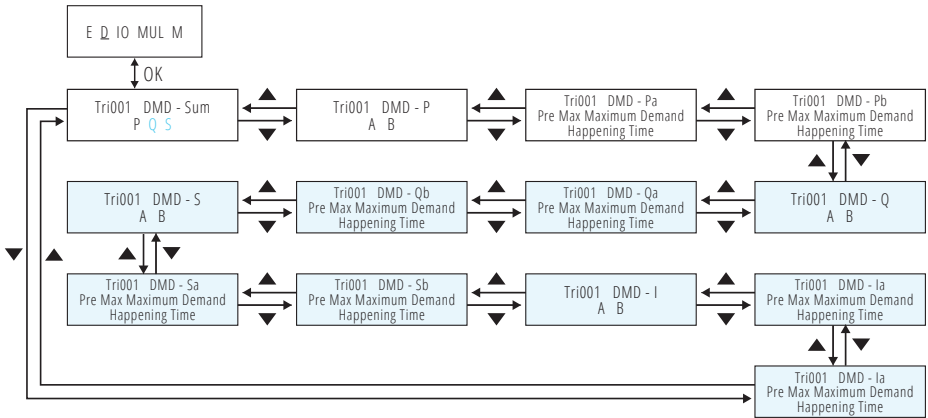 E D IO MUL M
OK
Tri001 DMD - Sum
P Q S
Tri001 DMD - P
A B
Tri001 DMD - Pa
Pre Max Maximum Demand
Happening Time
Tri001 DMD - Pb
Pre Max Maximum Demand
Happening Time
Tri001 DMD - S
A B
Tri001 DMD - Qb
Pre Max Maximum Demand
Happening Time
Tri001 DMD - Qa
Pre Max Maximum Demand
Happening Time
Tri001 DMD - Q
A B
Tri001 DMD - Sa
Pre Max Maximum Demand
Happening Time
Tri001 DMD - Sb
Pre Max Maximum Demand
Happening Time
Tri001 DMD - I
A B
Tri001 DMD - Ia
Pre Max Maximum Demand
Happening Time
Tri001 DMD - Ia
Pre Max Maximum Demand
Happening Time